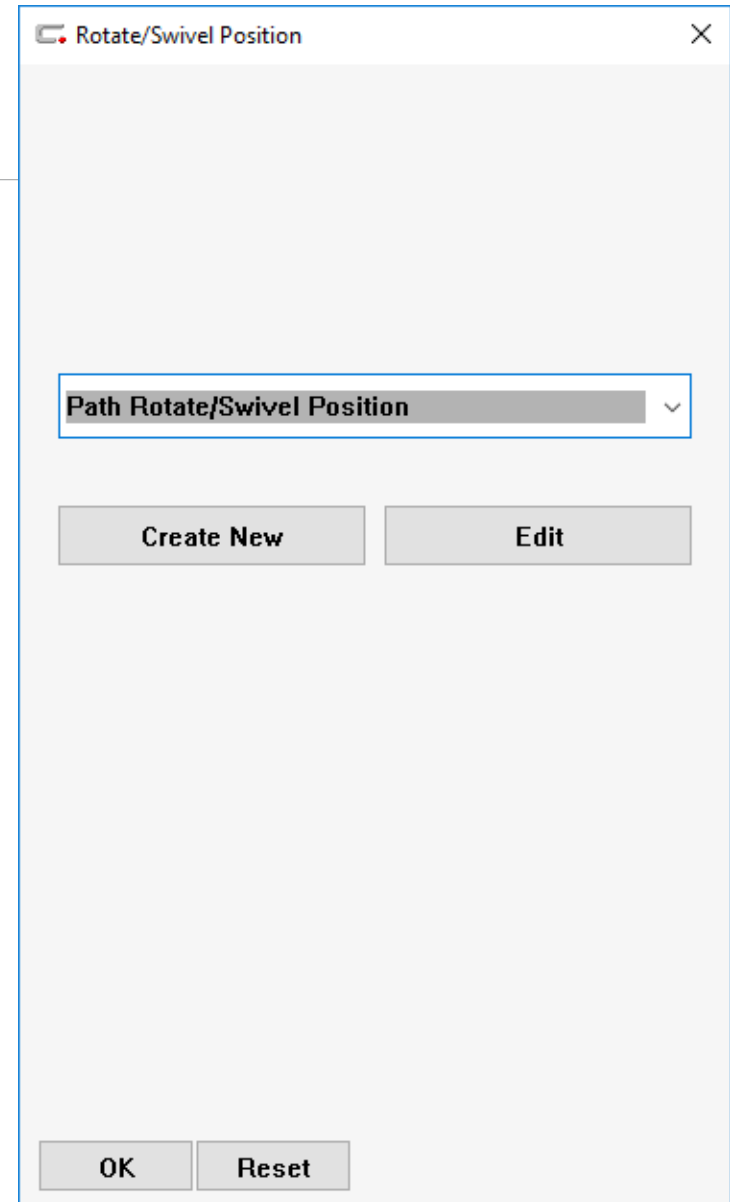 Rotate/Swivel Position
Path Rotate/Swivel Position
Create New
Edit
OK
Reset